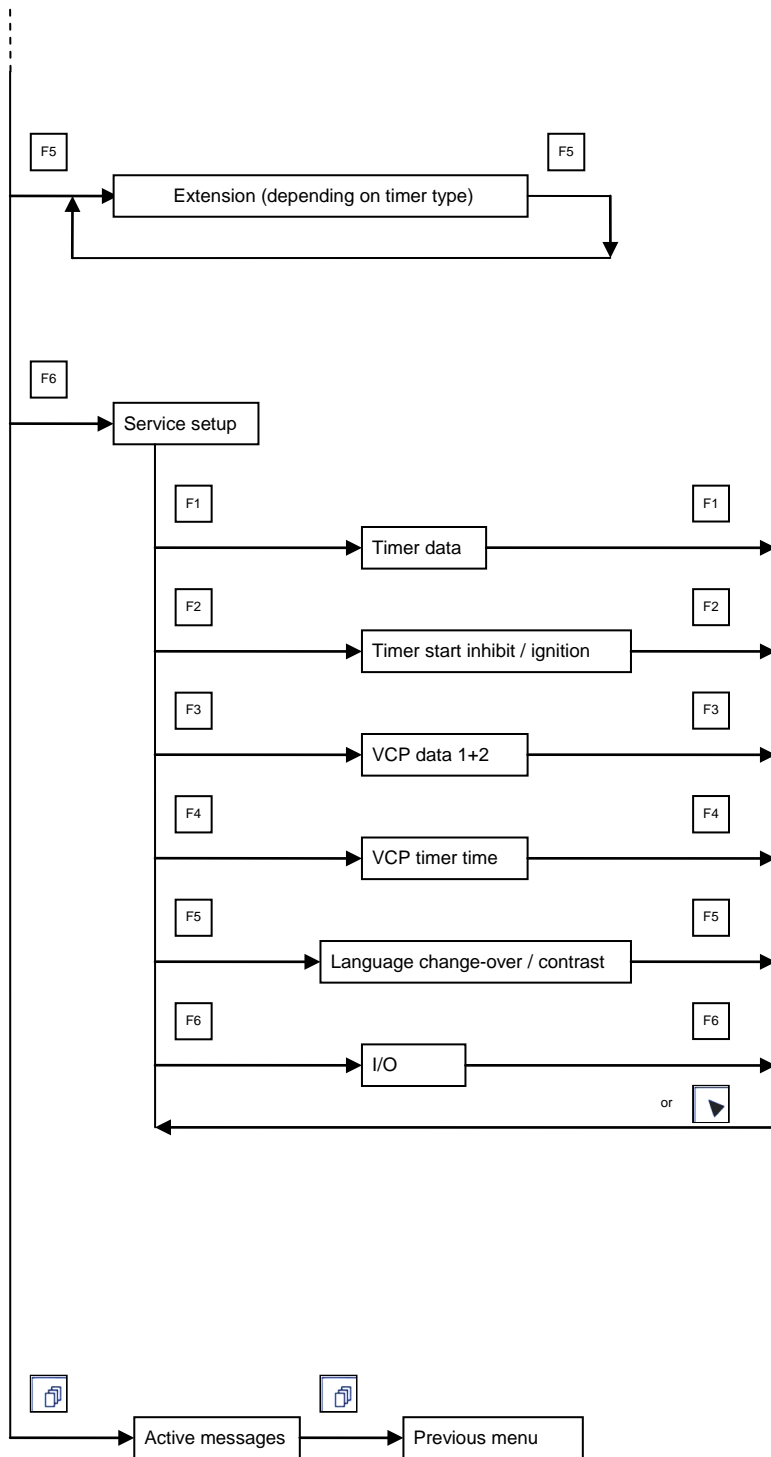 F5
F5
Extension (depending on timer type)
F6
Service setup
F1
F1
Timer data
F2
F2
Timer start inhibit / ignition
F3
F3
VCP data 1+2
F4
F4
VCP timer time
F5
F5
Language change-over / contrast
F6
F6
I/O
or
Active messages
Previous menu